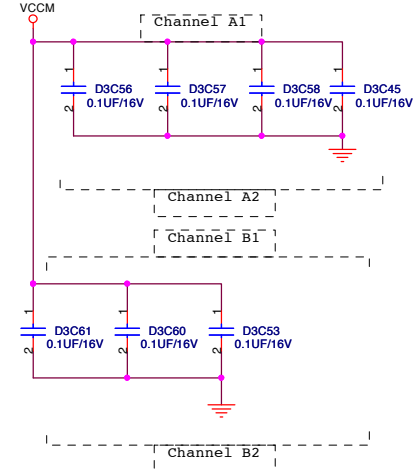 VCCM
Channel A1
1 1 1 1
D3C56 D3C57 D3C58 D3C45
0.1UF/16V 0.1UF/16V 0.1UF/16V 0.1UF/16V
2 2 2 2
Channel A2
Channel B1
1 1 1
D3C61 D3C60 D3C53
0.1UF/16V 0.1UF/16V 0.1UF/16V
2 2 2
Channel B2